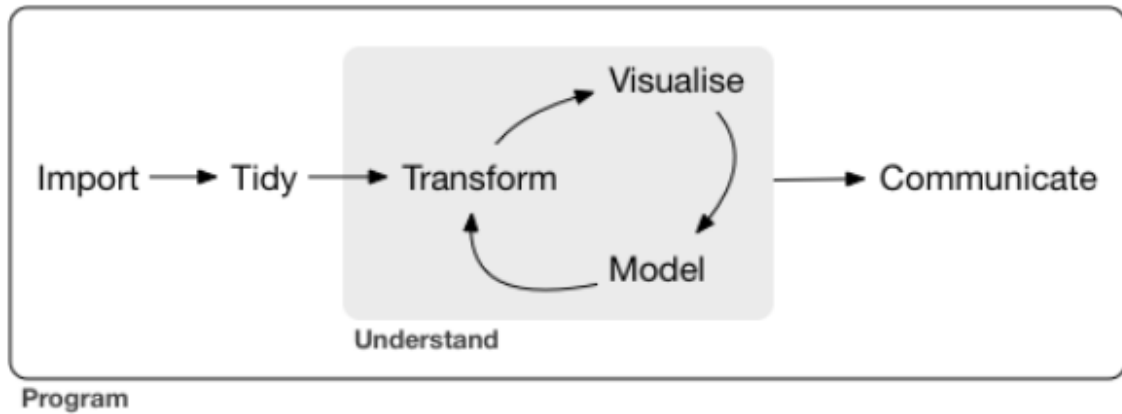 Visualise
Import
Tidy
Transform
Communicate
Model
Understand
Program